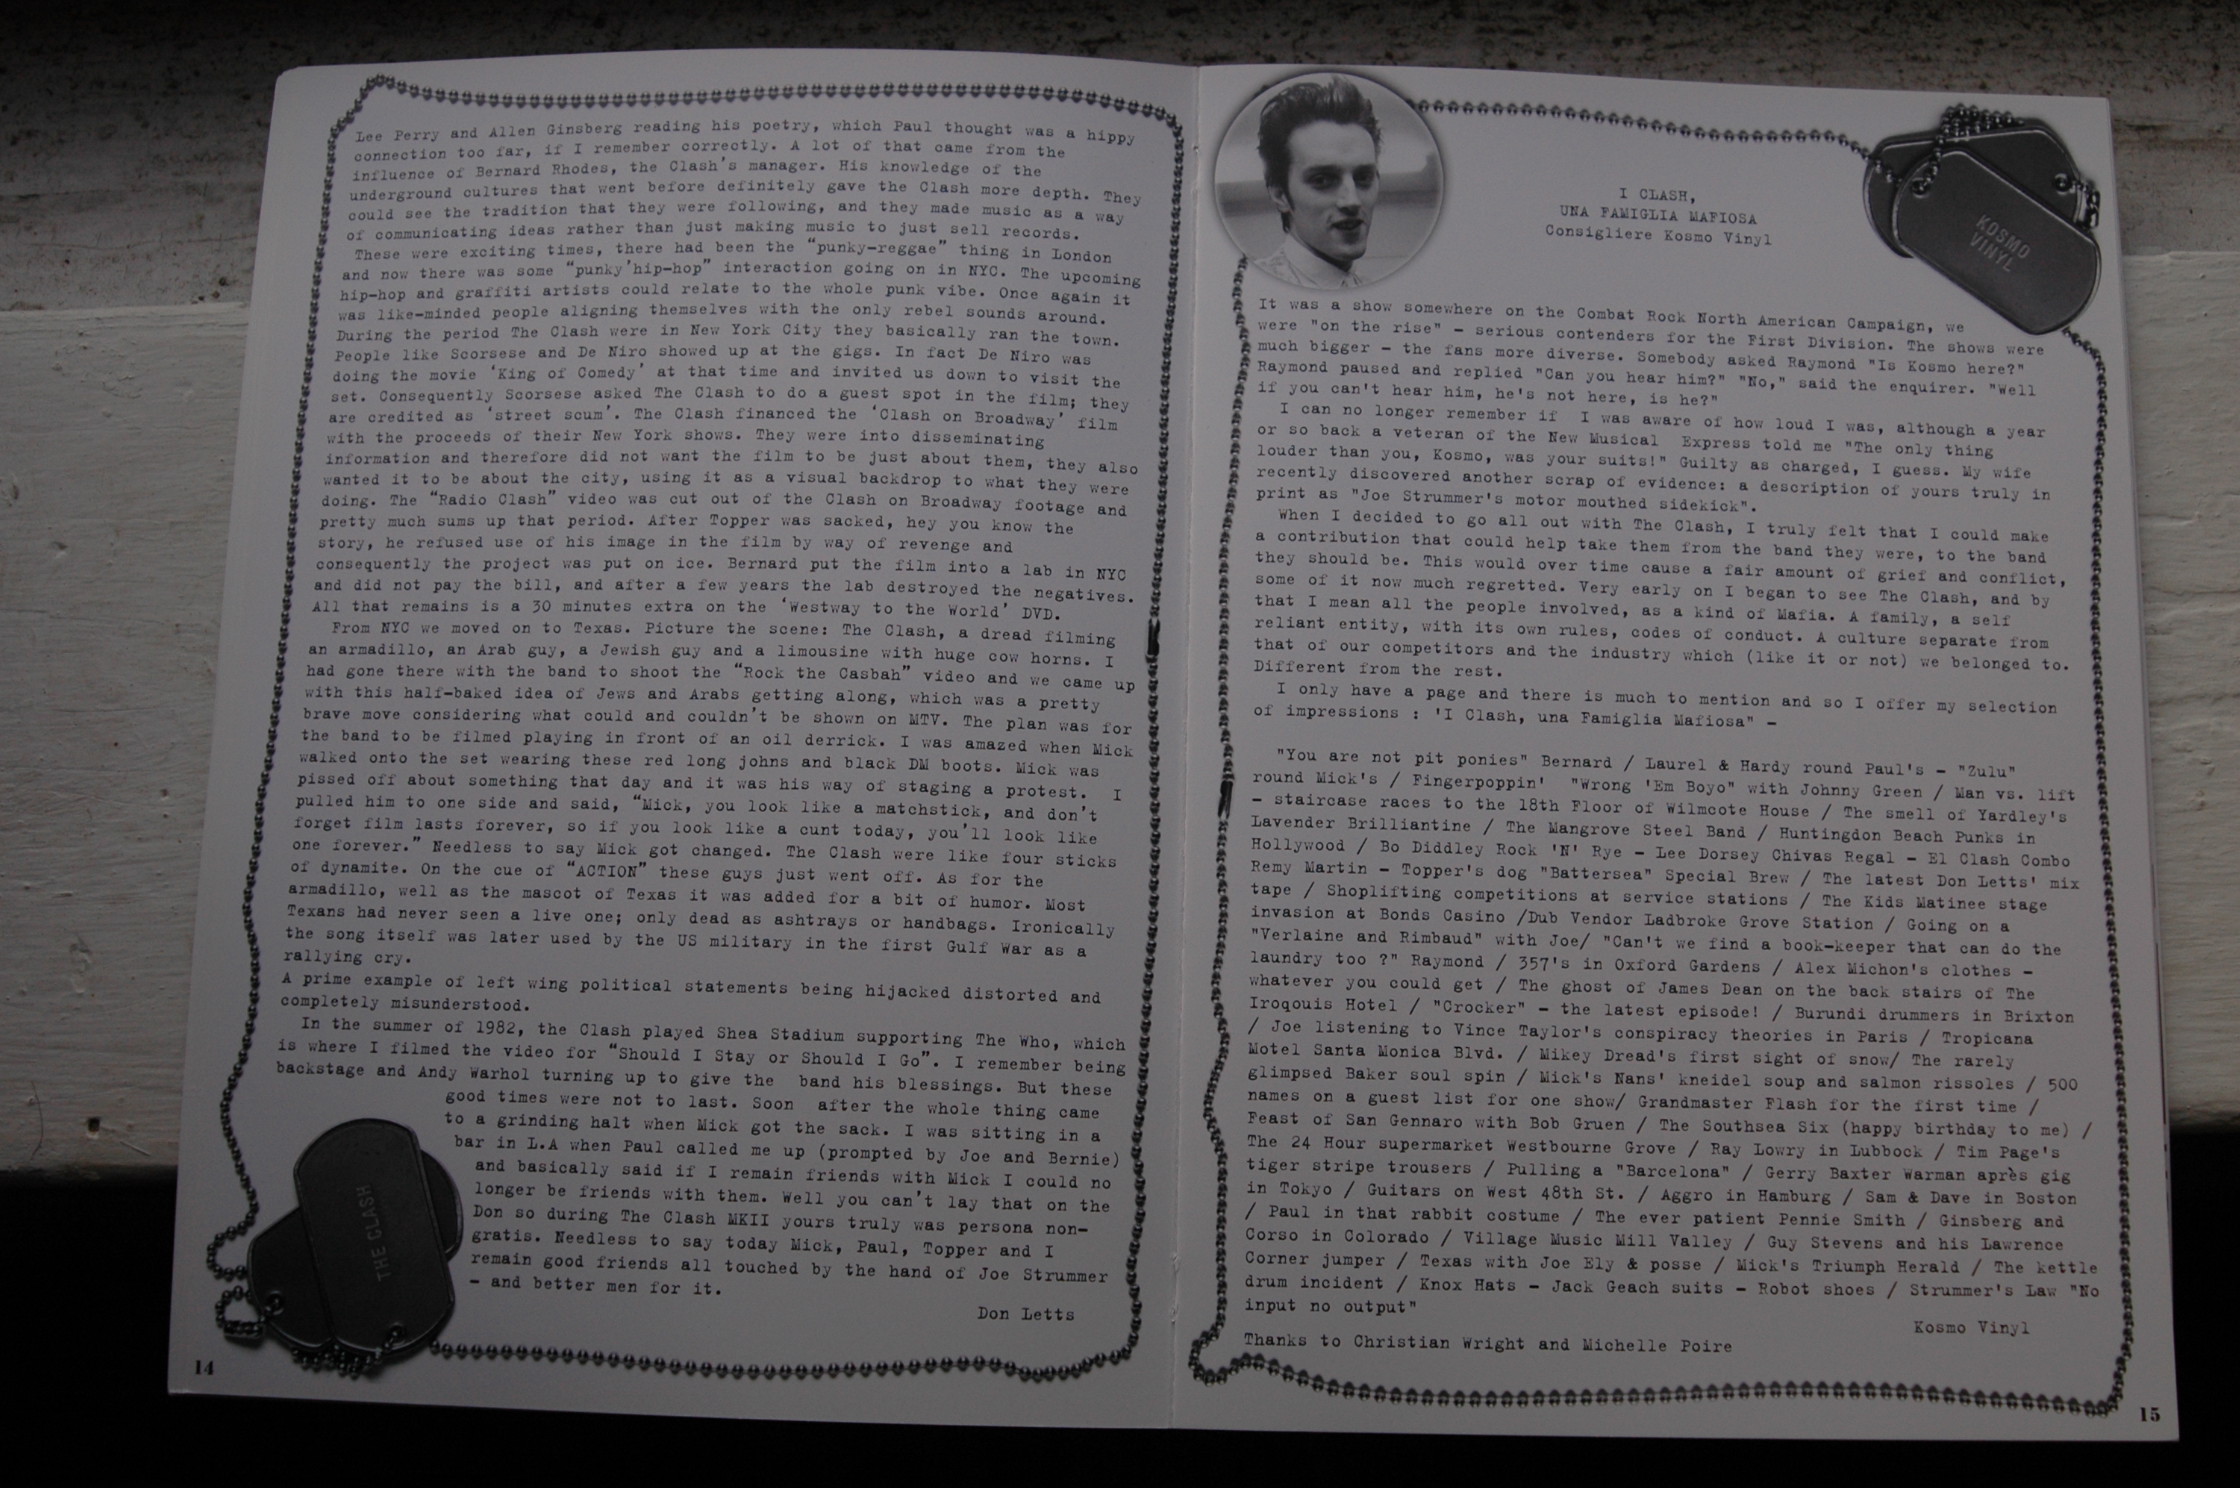 Lee Perry and Allen Ginsberg reading his poetry, which Paul thought was a hippy
connection too far, if I remember correctly. A lot of that came from the
influence of Bernard Rhodes, the Clash's manager. His knowledge of the
underground cultures that went before definitely gave the Clash more depth. They
could see the tradition that they were following, and they made music as a way
of communicating ideas rather than just making music to just sell records.
These were exciting times, there had been the “punky-reggae” thing in London
and now there was some “punky'hip-hop” interaction going on in NYC. The upcoming
hip-hop and graffiti artists could relate to the whole punk vibe. Once again it
was like-minded people aligning themselves with the only rebel sounds around.
During the period The Clash were in New York City they basically ran the town.
People like Scorsese and De Niro showed up at the gigs. In fact De Niro was
doing the movie ‘King of Comedy’ at that time and invited us down to visit the
set. Consequently Scorsese asked The Clash to do a guest spot in the film; they
are credited as ‘street scum’. The Clash financed the ‘Clash on Broadway’ film
with the proceeds of their New York shows. They were into disseminating
information and therefore did not want the film to be just about them, they also
wanted it to be about the city, using it as a visual backdrop to what they were
doing. The “Radio Clash” video was cut out of the Clash on Broadway footage and
pretty much sums up that period. After Topper was sacked, hey you know the
story, he refused use of his image in the film by way of revenge and
consequently the project was put on ice. Bernard put the film into a lab in NYC
and did not pay the bill, and after a few years the lab destroyed the negatives.
All that remains is a 30 minutes extra on the ‘Westway to the World’ DVD.
From NYC we moved on to Texas. Picture the scene: The Clash, a dread filming
an armadillo, an Arab guy, a Jewish guy and a limousine with huge cow horns. I
had gone there with the band to shoot the “Rock the Casbah” video and we came up
with this half-baked idea of Jews and Arabs getting along, which was a pretty
brave move considering what could and couldn't be shown on MTV. The plan was for
the band to be filmed playing in front of an oil derrick. I was amazed when Mick
walked onto the set wearing these red long johns and black DM boots. Mick was
pissed off about something that day and it was his way of staging a protest. I
pulled him to one side and said, “Mick, you look like a matchstick, and don't
forget film lasts forever, so if you look like a cunt today, you'll look like
one forever.” Needless to say Mick got changed. The Clash were like four sticks
of dynamite. On the cue of “ACTION” these guys just went off. As for the
armadillo, well as the mascot of Texas it was added for a bit of humor. Most
Texans had never seen a live one; only dead as ashtrays or handbags. Ironically
the song itself was later used by the US military in the first Gulf War as a
rallying cry.
A prime example of left wing political statements being hijacked distorted and
completely misunderstood.
In the summer of 1982, the Clash played Shea Stadium supporting The Who, which
is where I filmed the video for “Should I Stay or Should I Go”. I remember being
backstage and Andy Warhol turning up to give the band his blessings. But these
good times were not to last. Soon after the whole thing came
to a grinding halt when Mick got the sack. I was sitting in a
bar in L.A when Paul called me up (prompted by Joe and Bernie)
and basically said if I remain friends with Mick I could no
longer be friends with them. Well you can't lay that on the
Don so during The Clash MKII yours truly was persona non-
gratis. Needless to say today Mick, Paul, Topper and I
remain good friends all touched by the hand of Joe Strummer
- and better men for it.
Don Letts
THE CLASH
14
KOSMO
VINYL
I CLASH,
UNA FAMIGLIA MAFIOSA
Consigliere Kosmo Vinyl
It was a show somewhere on the Combat Rock North American Campaign, we
were "on the rise" - serious contenders for the First Division. The shows were
much bigger - the fans more diverse. Somebody asked Raymond "Is Kosmo here?"
Raymond paused and replied "Can you hear him?" "No," said the enquirer. "Well
if you can't hear him, he's not here, is he?"
I can no longer remember if I was aware of how loud I was, although a year
or so back a veteran of the New Musical Express told me "The only thing
louder than you, Kosmo, was your suits!" Guilty as charged, I guess. My wife
recently discovered another scrap of evidence: a description of yours truly in
print as "Joe Strummer's motor mouthed sidekick".
When I decided to go all out with The Clash, I truly felt that I could make
a contribution that could help take them from the band they were, to the band
they should be. This would over time cause a fair amount of grief and conflict,
some of it now much regretted. Very early on I began to see The Clash, and by
that I mean all the people involved, as a kind of Mafia. A family, a self
reliant entity, with its own rules, codes of conduct. A culture separate from
that of our competitors and the industry which (like it or not) we belonged to.
Different from the rest.
I only have a page and there is much to mention and so I offer my selection
of impressions : 'I Clash, una Famiglia Mafiosa" -
"You are not pit ponies" Bernard / Laurel & Hardy round Paul's - "Zulu"
round Mick's / Fingerpoppin' "Wrong 'Em Boyo" with Johnny Green / Man vs. lift
- staircase races to the 18th Floor of Wilmcote House / The smell of Yardley's
Lavender Brilliantine / The Mangrove Steel Band / Huntingdon Beach Punks in
Hollywood / Bo Diddley Rock 'N' Rye - Lee Dorsey Chivas Regal - El Clash Combo
Remy Martin - Topper's dog "Battersea" Special Brew / The latest Don Letts' mix
tape / Shoplifting competitions at service stations / The Kids Matinee stage
invasion at Bonds Casino /Dub Vendor Ladbroke Grove Station / Going on a
"Verlaine and Rimbaud" with Joe/ "Can't we find a book-keeper that can do the
laundry too ?" Raymond / 357's in Oxford Gardens / Alex Michon's clothes -
whatever you could get / The ghost of James Dean on the back stairs of The
Iroqouis Hotel / "Crocker" - the latest episode! / Burundi drummers in Brixton
/ Joe listening to Vince Taylor's conspiracy theories in Paris / Tropicana
Motel Santa Monica Blvd. / Mikey Dread's first sight of snow/ The rarely
glimpsed Baker soul spin / Mick's Nans' kneidel soup and salmon rissoles / 500
names on a guest list for one show/ Grandmaster Flash for the first time /
Feast of San Gennaro with Bob Gruen / The Southsea Six (happy birthday to me) /
The 24 Hour supermarket Westbourne Grove / Ray Lowry in Lubbock / Tim Page's
tiger stripe trousers / Pulling a "Barcelona" / Gerry Baxter Warman après gig
in Tokyo / Guitars on West 48th St. / Aggro in Hamburg / Sam & Dave in Boston
/ Paul in that rabbit costume / The ever patient Pennie Smith / Ginsberg and
Corso in Colorado / Village Music Mill Valley / Guy Stevens and his Lawrence
Corner jumper / Texas with Joe Ely & posse / Mick's Triumph Herald / The kettle
drum incident / Knox Hats - Jack Geach suits - Robot shoes / Strummer's Law "No
input no output"
Kosmo Vinyl
Thanks to Christian Wright and Michelle Poire
15